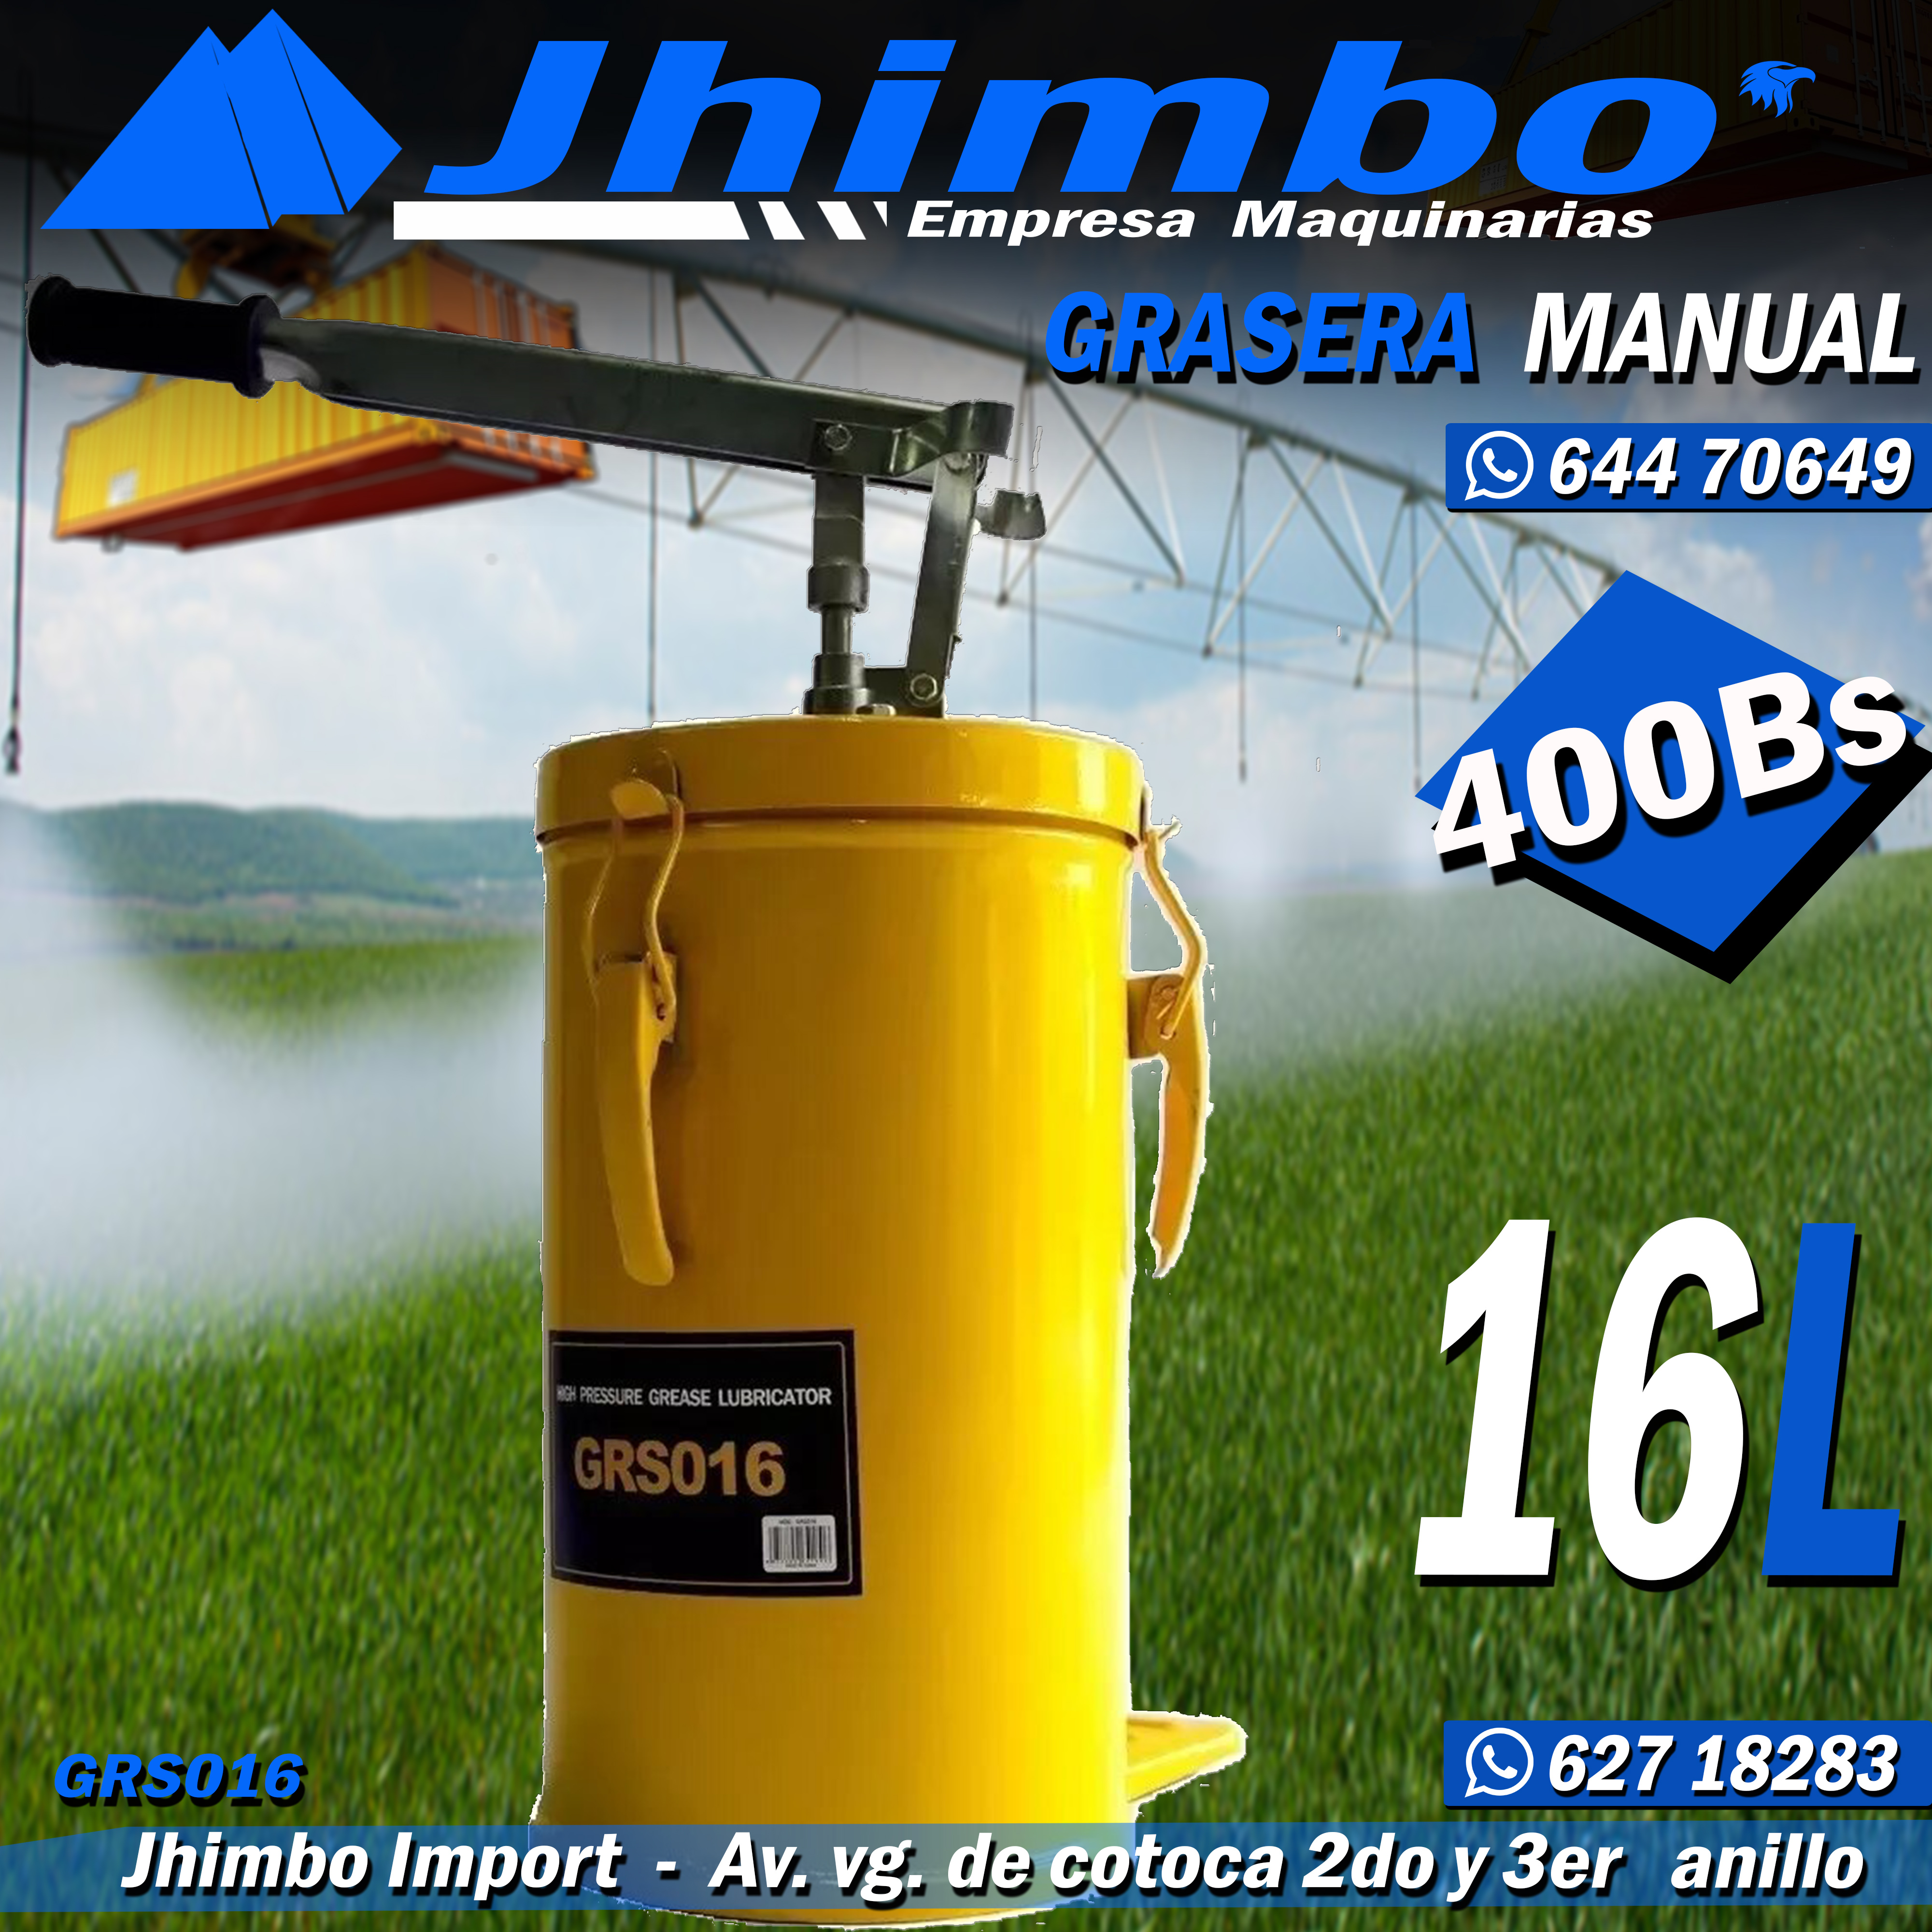 Jhimbo
Empresa Maquinarias
GRASERA MANUAL
644 70649
400Bs
16L
HIGH PRESSURE GREASE LUBRICATOR
GRS016
627 18283
GRS016
Jhimbo Import - Av. vg. de cotoca 2do y 3er anillo